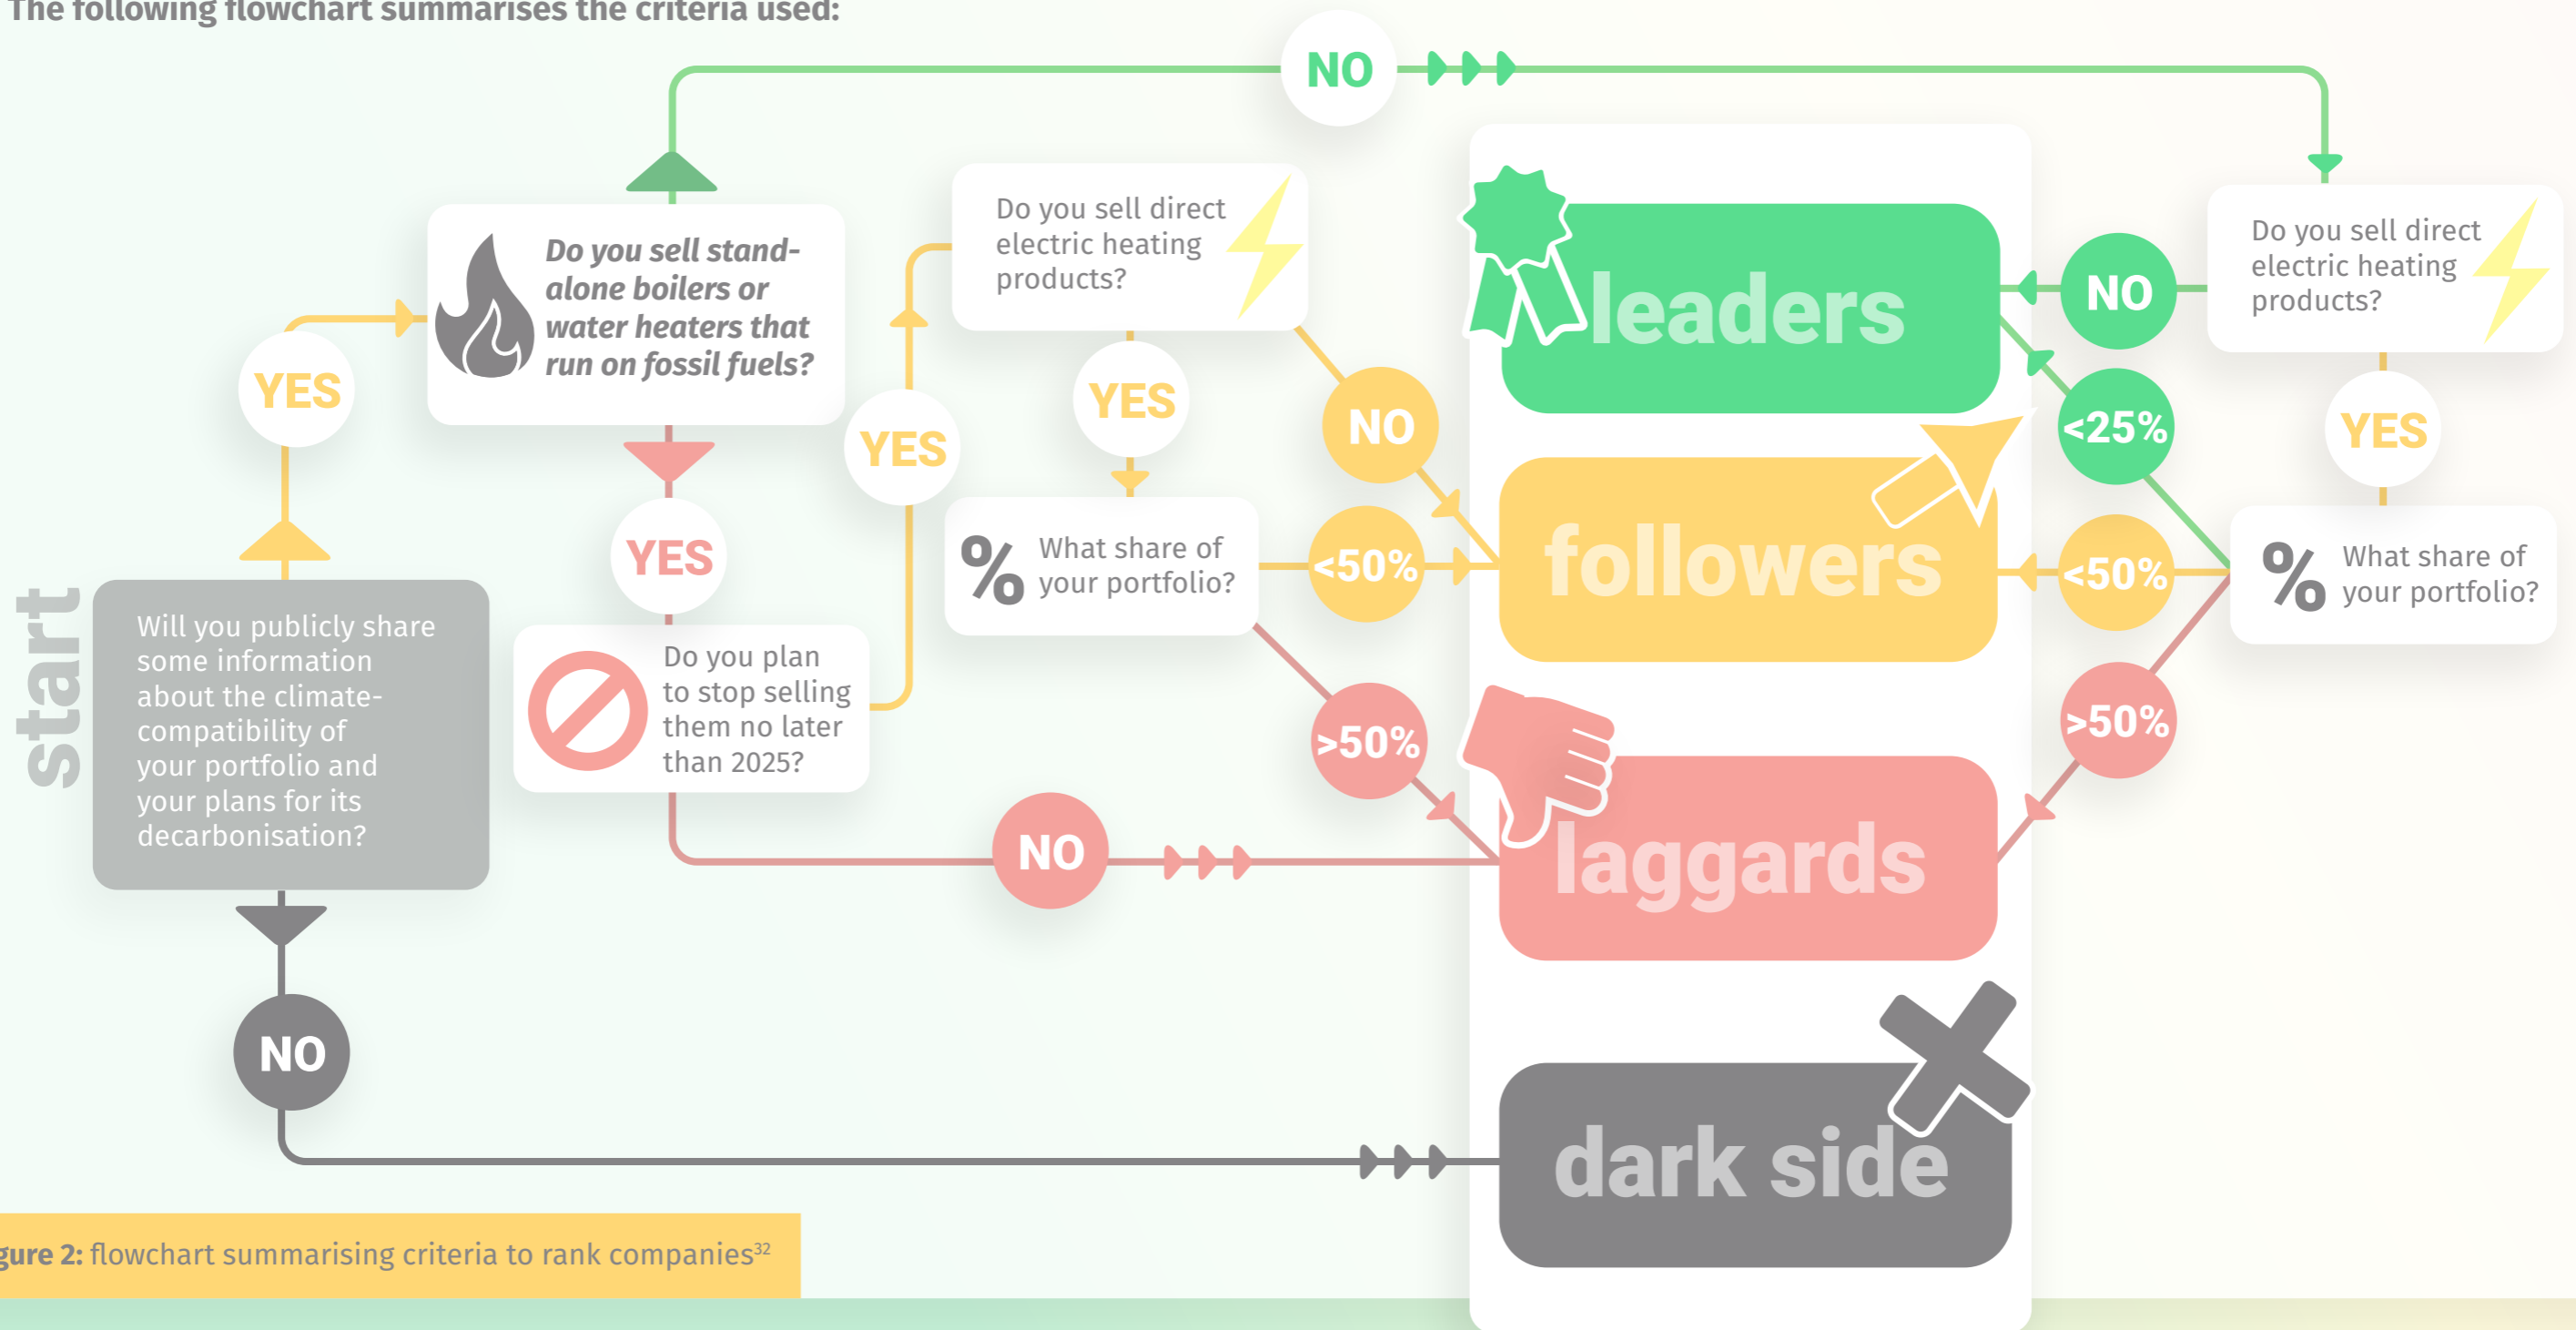 The following flowchart summarises the criteria used:
start
Will you publicly share
some information
about the climate-
compatibility of
your portfolio and
your plans for its
decarbonisation?
YES
NO
Do you sell stand-
alone boilers or
water heaters that
run on fossil fuels?
NO
YES
Do you plan
to stop selling
them no later
than 2025?
YES
NO
Do you sell direct
electric heating
products?
YES
NO
% What share of
your portfolio?
<50%
>50%
leaders
followers
laggards
dark side
Do you sell direct
electric heating
products?
NO
YES
% What share of
your portfolio?
<25%
<50%
>50%
gure 2: flowchart summarising criteria to rank companies32